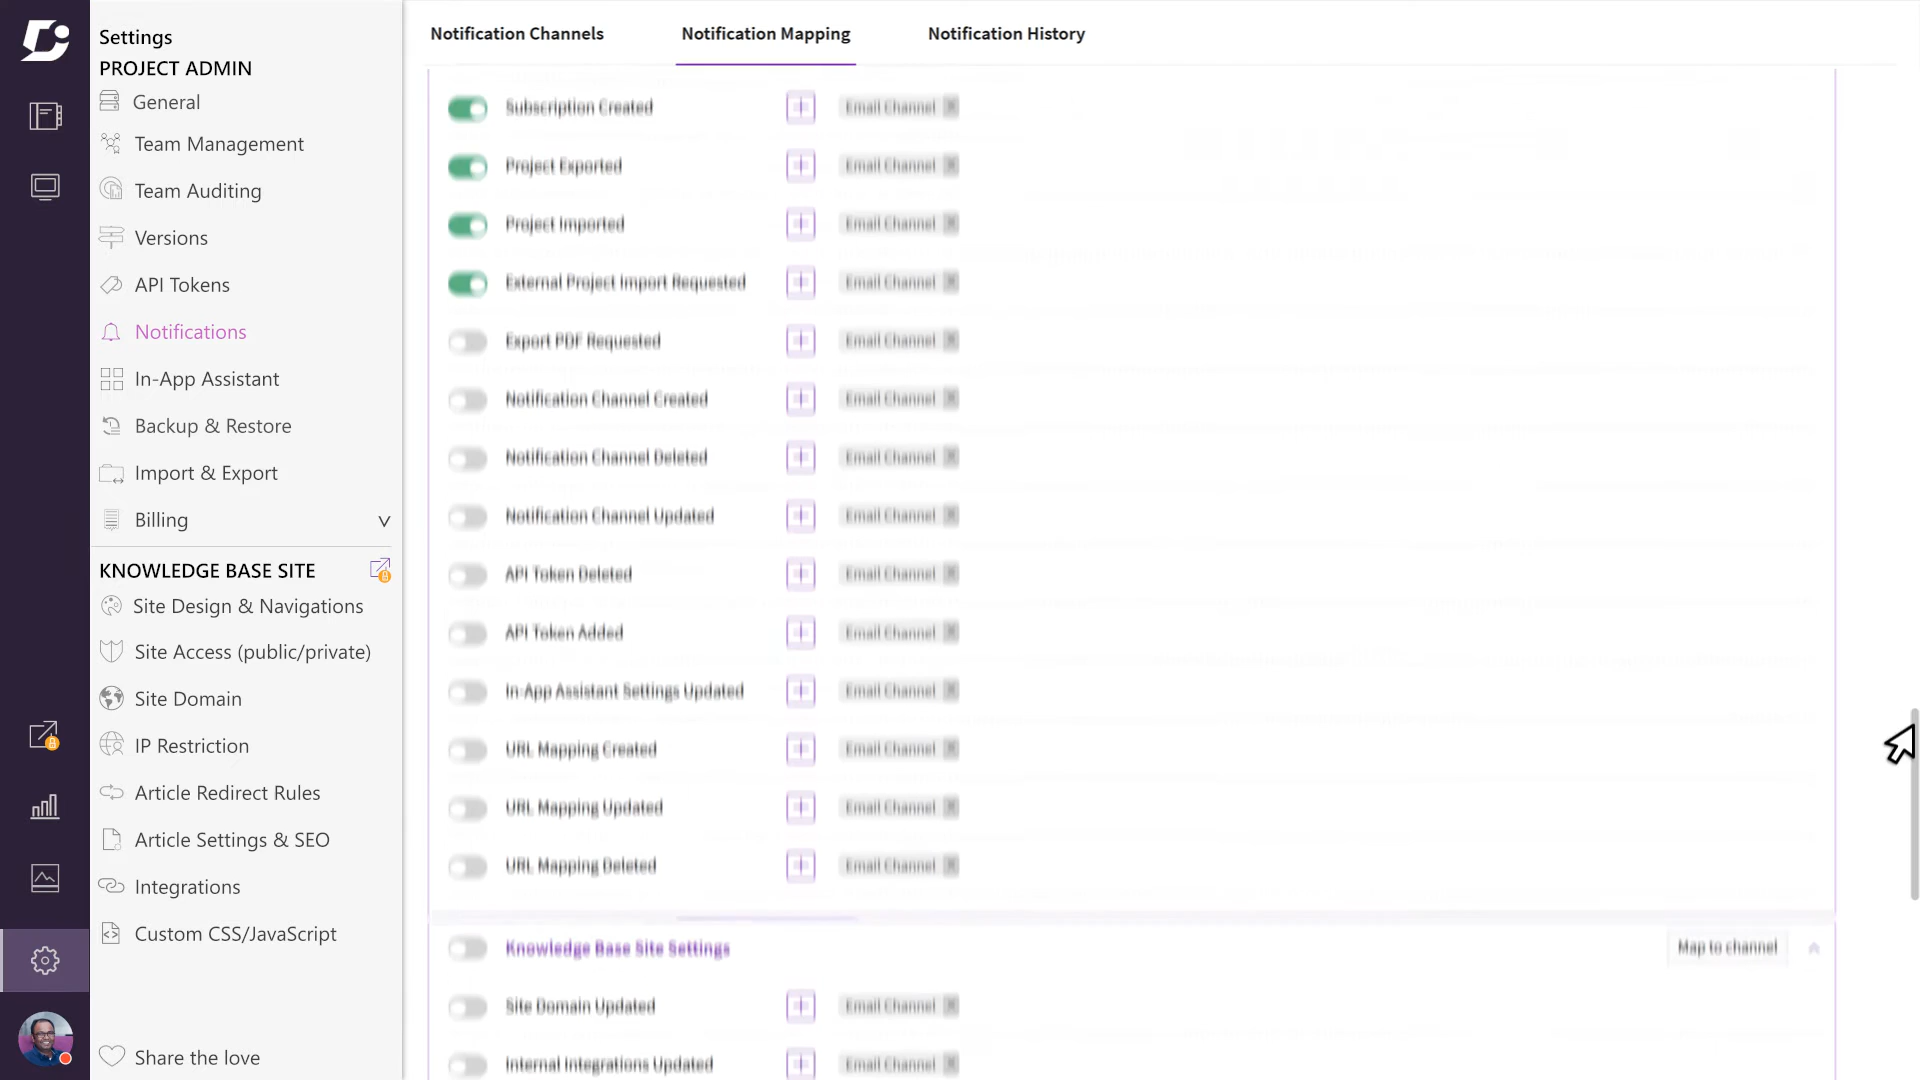 Settings
PROJECT ADMIN
General
Team Management
Team Auditing
Versions
API Tokens
Notifications
In-App Assistant
Backup & Restore
Import & Export
Billing
KNOWLEDGE BASE SITE
Site Design & Navigations
Site Access (public/private)
Site Domain
IP Restriction
Article Redirect Rules
Article Settings & SEO
Integrations
Custom CSS/JavaScript
Share the love
Notification Channels Notification Mapping Notification History
Subscription Created Email Channel
Project Exported Email Channel
Project Imported Email Channel
External Project Import Requested Email Channel
Export PDF Requested Email Channel
Notification Channel Created Email Channel
Notification Channel Deleted Email Channel
Notification Channel Updated Email Channel
API Token Deleted Email Channel
API Token Added Email Channel
In-App Assistant Settings Updated Email Channel
URL Mapping Created Email Channel
URL Mapping Updated Email Channel
URL Mapping Deleted Email Channel
Knowledge Base Site Settings Map to channel
Site Domain Updated Email Channel
Internal Integrations Updated Email Channel